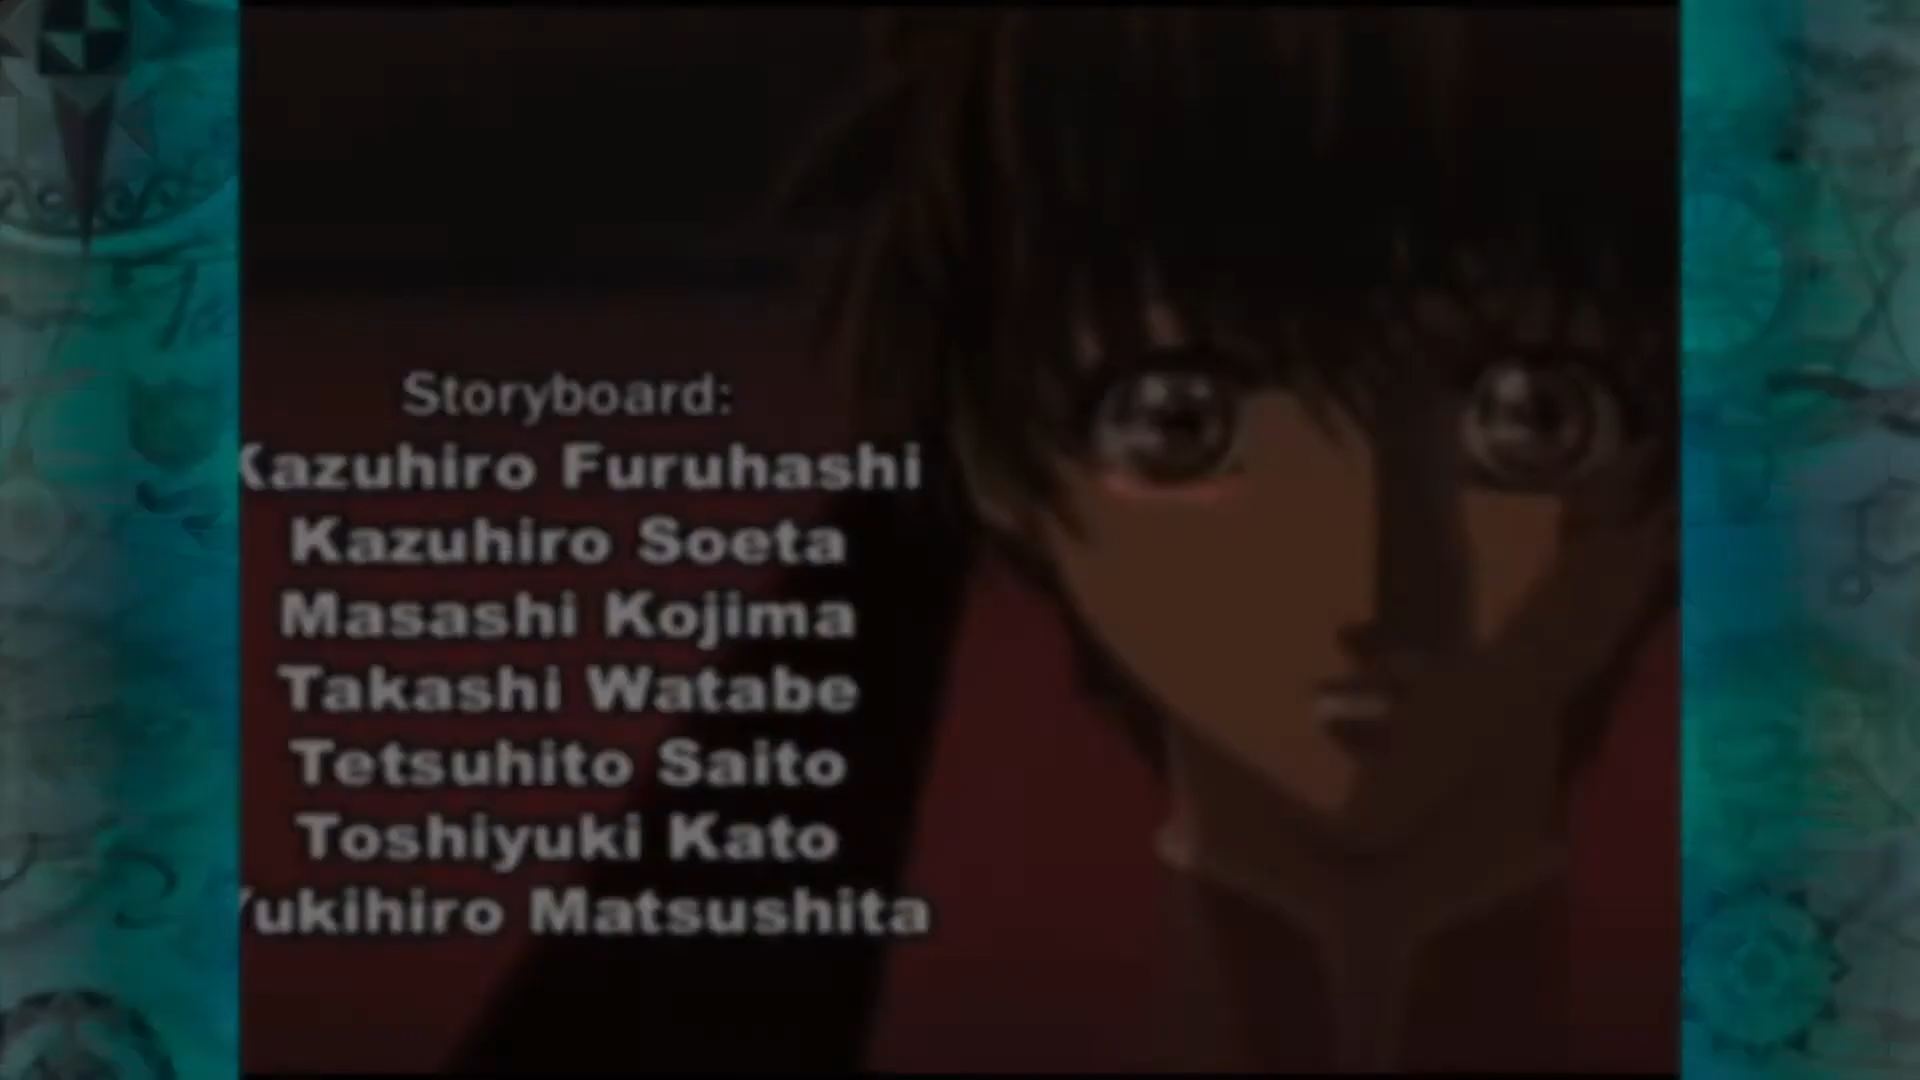 Storyboard:
Kazuhiro Furuhashi
Kazuhiro Soeta
Masashi Kojima
Takashi Watabe
Tetsuhito Saito
Toshiyuki Kato
Yukihiro Matsushita